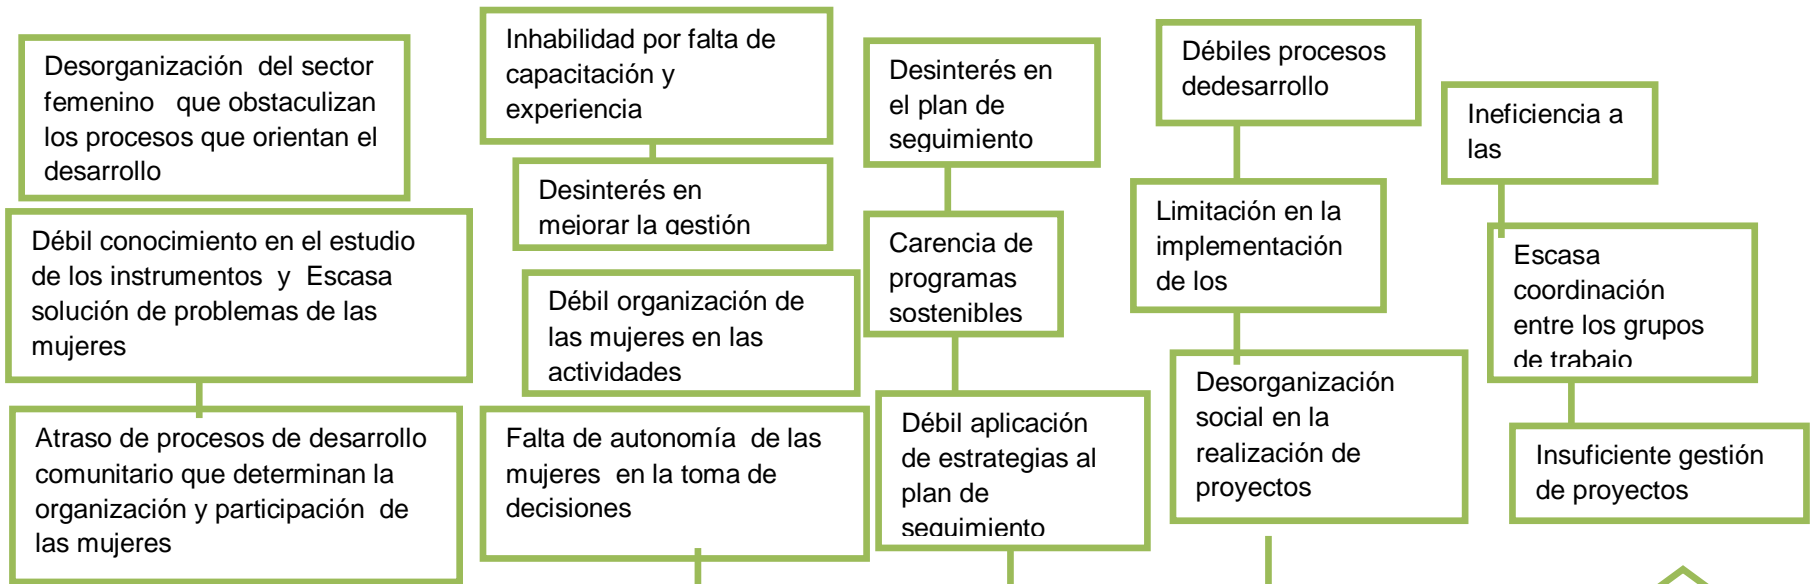 Desorganización del sector
femenino que obstaculizan
los procesos que orientan el
desarrollo
Débil conocimiento en el estudio
de los instrumentos y Escasa
solución de problemas de las
mujeres
Atraso de procesos de desarrollo
comunitario que determinan la
organización y participación de
las mujeres
Inhabilidad por falta de
capacitación y
experiencia
Desinterés en
mejorar la gestión
Débil organización de
las mujeres en las
actividades
Falta de autonomía de las
mujeres en la toma de
decisiones
Desinterés en
el plan de
seguimiento
Carencia de
programas
sostenibles
Débil aplicación
de estrategias al
plan de
seguimiento
Débiles procesos
dedesarrollo
Limitación en la
implementación
de los
Desorganización
social en la
realización de
proyectos
Ineficiencia a
las
Escasa
coordinación
entre los grupos
de trabajo
Insuficiente gestión
de proyectos